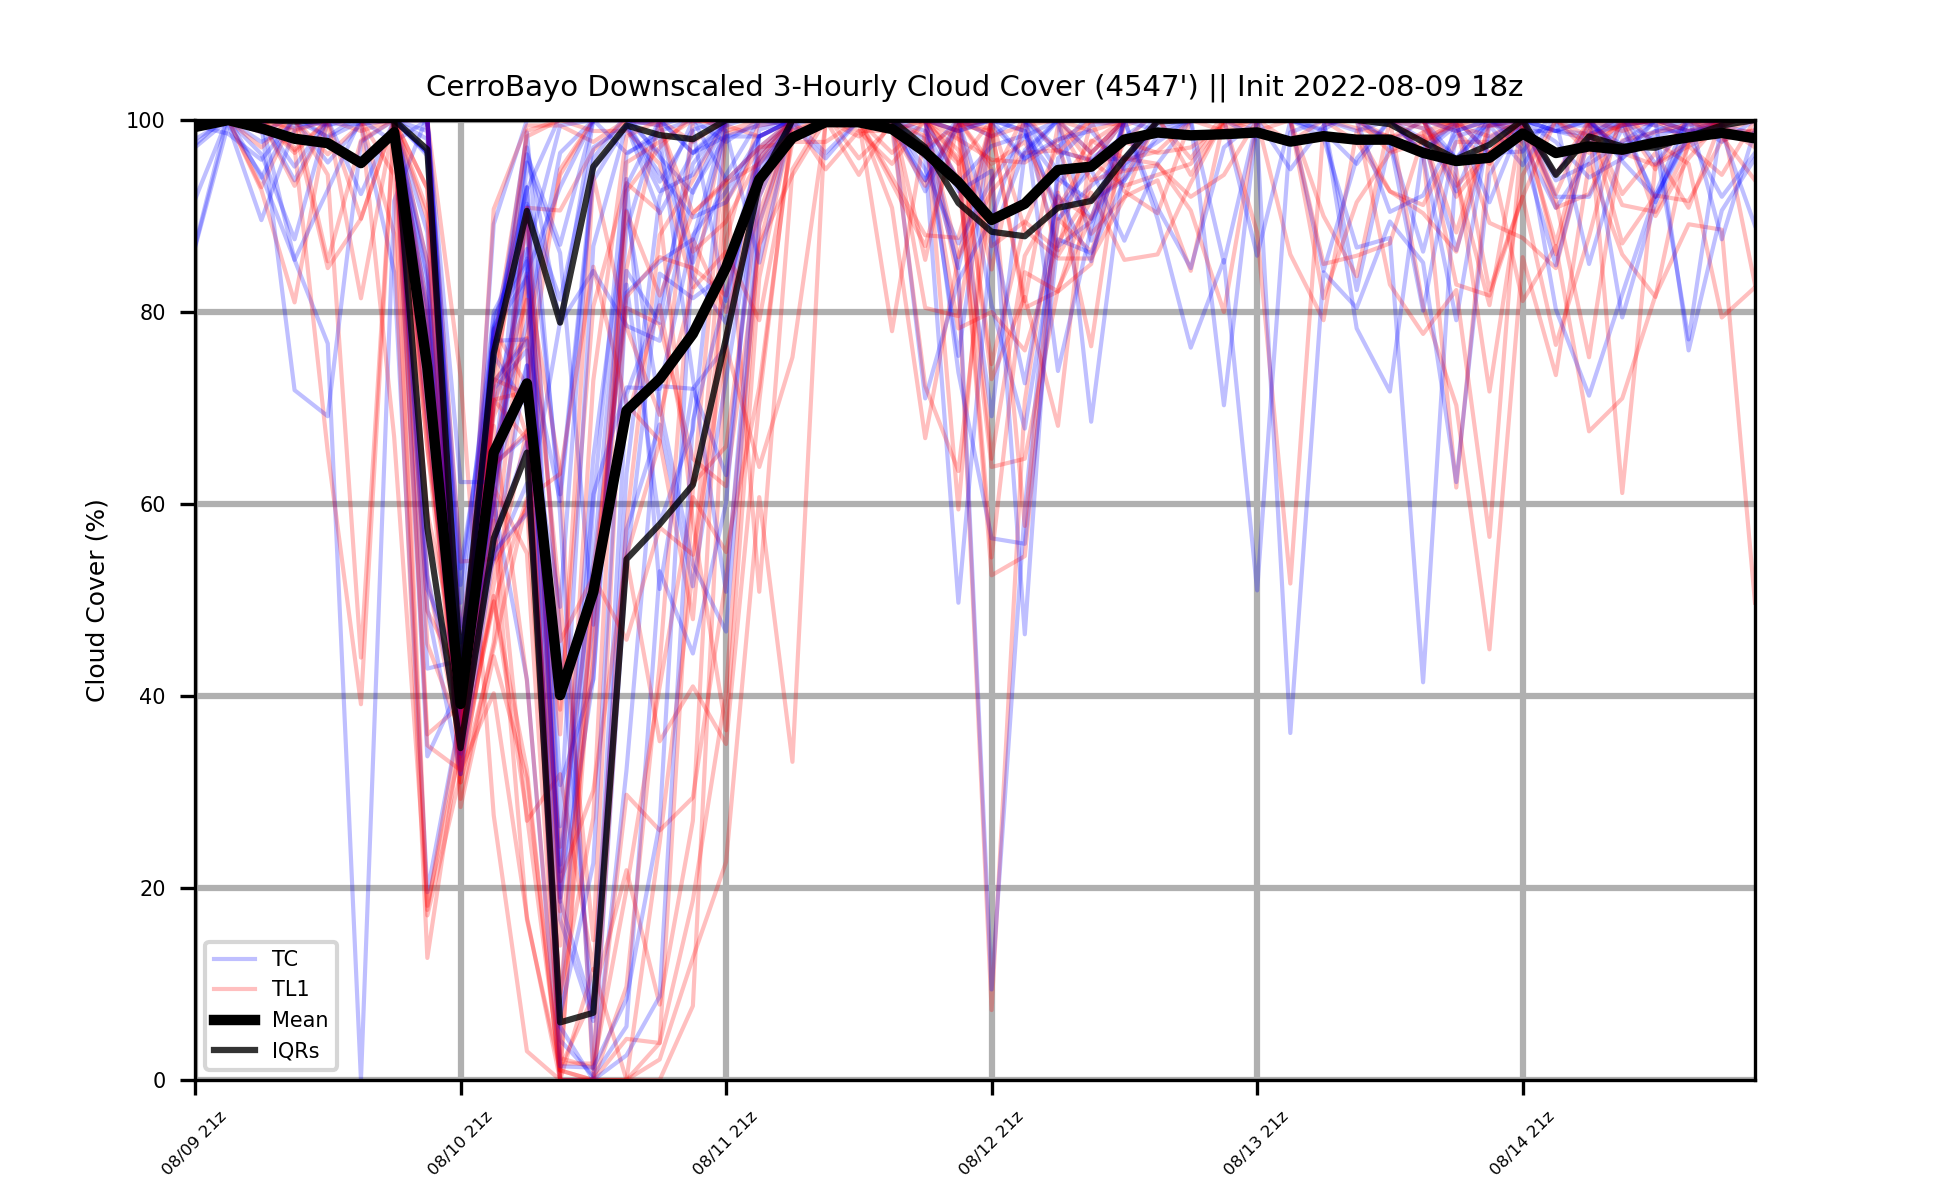 CerroBayo Downscaled 3-Hourly Cloud Cover (4547') || Init 2022-08-09 18z
Cloud Cover (%)
100
80
60
40
20
0
TC
TL1
Mean
IQRs
08/09 21z
08/10 21z
08/11 21z
08/12 21z
08/13 21z
08/14 21z